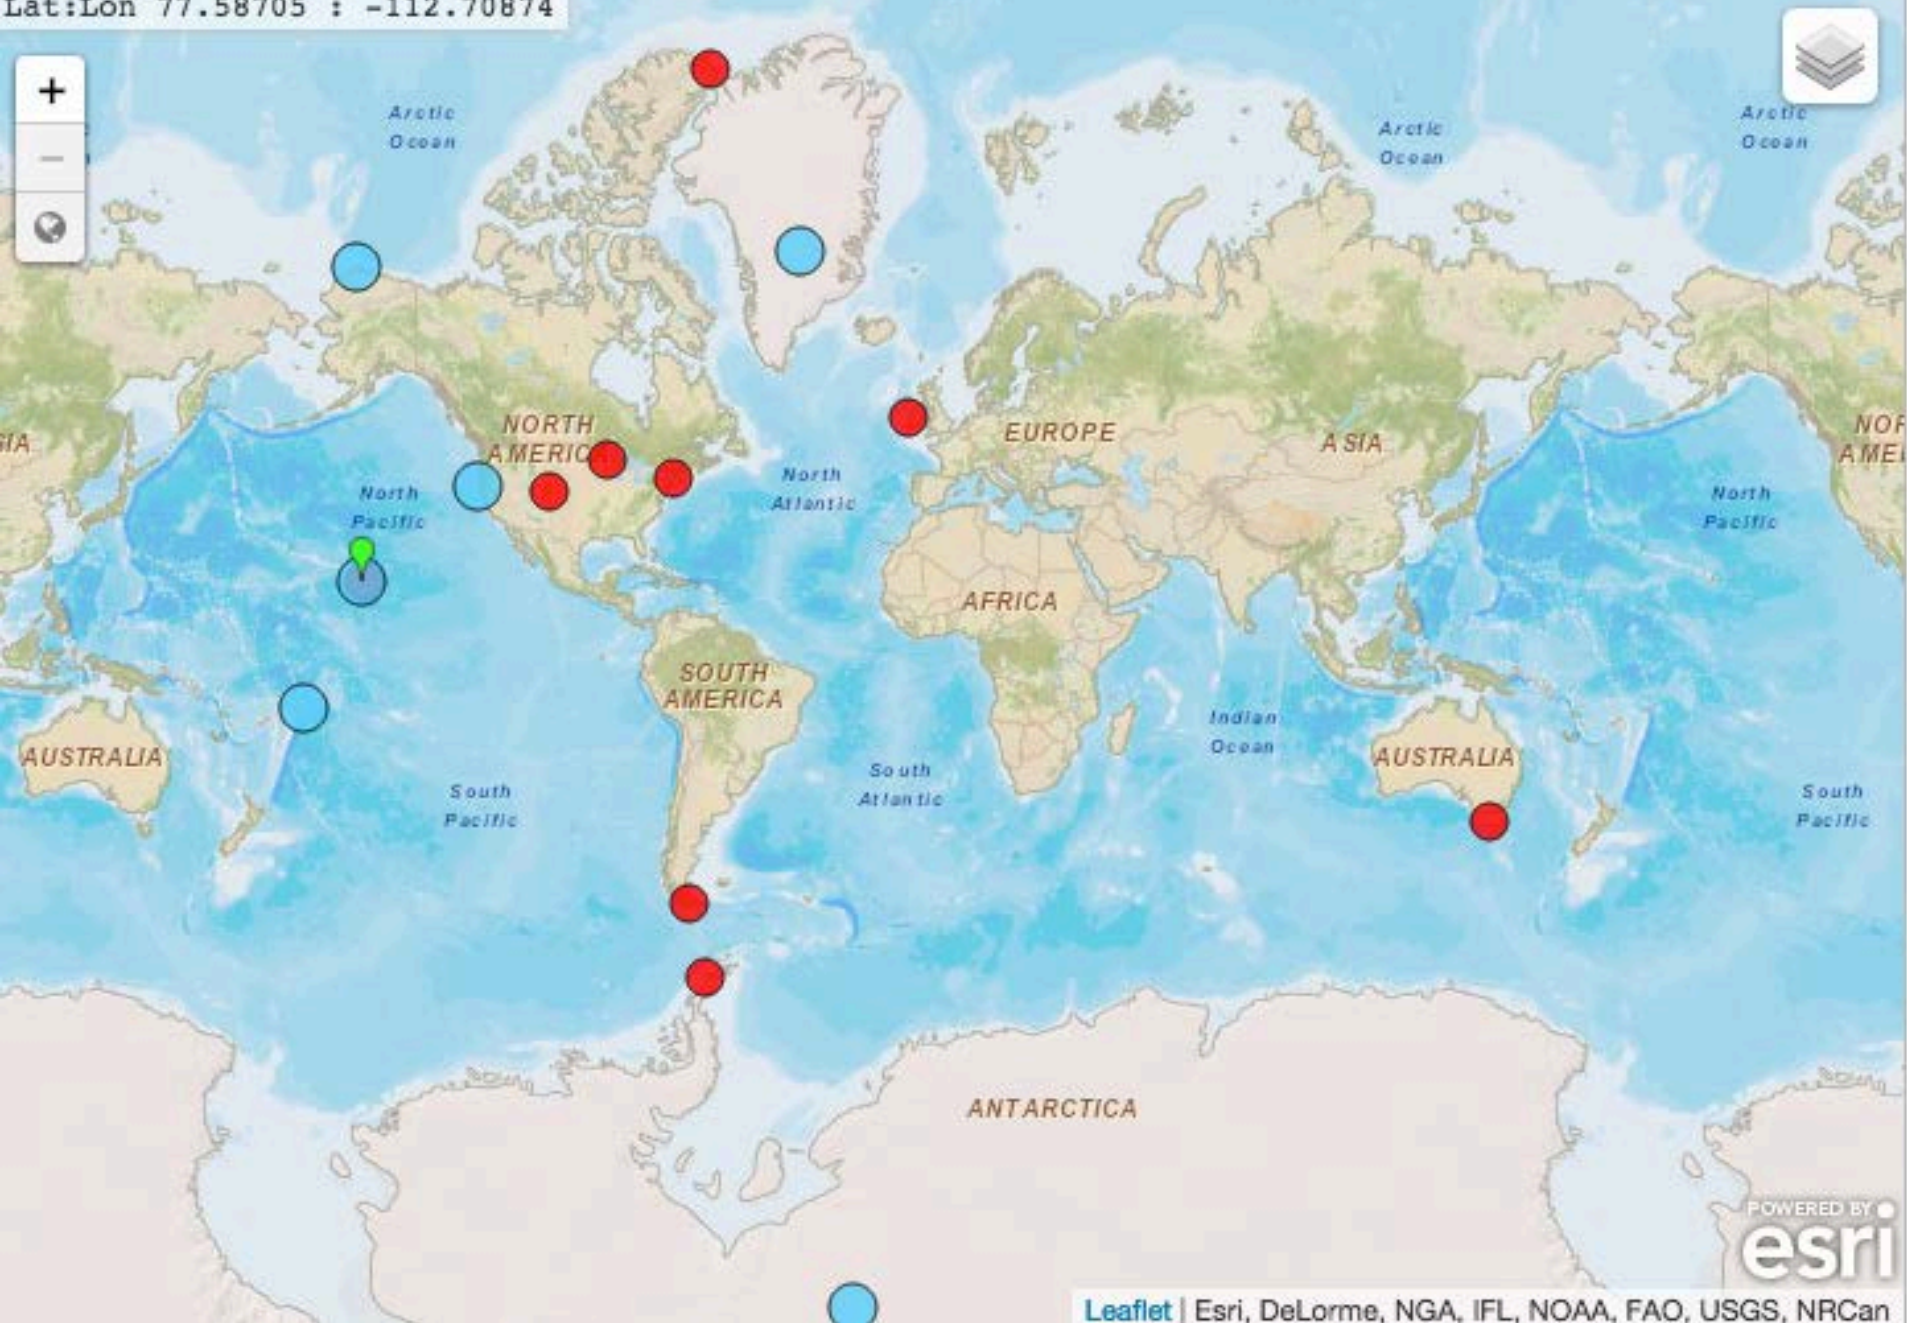 Lat:Lon 77.58705 : -112.70874
+
−
Arctic
Ocean
Arctic
Ocean
Arctic
Ocean
NORTH
AMERIC
EUROPE
ASIA
NOR
AMEI
IA
North
Pacific
North
Atlantic
North
Pacific
AFRICA
SOUTH
AMERICA
Indian
Ocean
AUSTRALIA
AUSTRALIA
South
Pacific
South
Atlantic
South
Pacific
ANTARCTICA
POWERED BY
esri
Leaflet | Esri, DeLorme, NGA, IFL, NOAA, FAO, USGS, NRCan